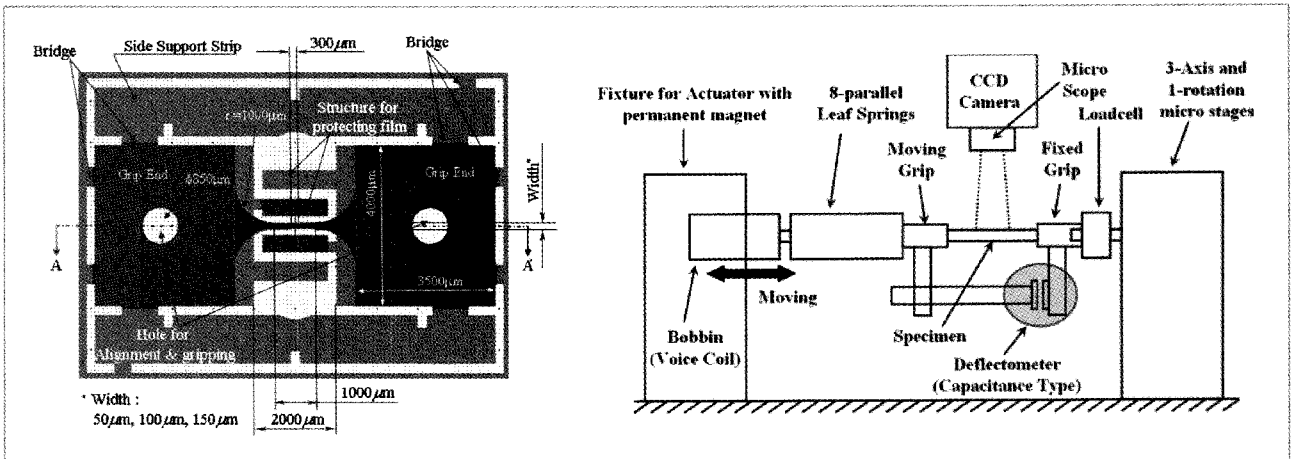 300μm
Bridge
Side Support Strip
Bridge
Structure for
protecting film
r=1000μm
Grip End
4850μm
4000μm
Grip End
Width*
A
A
3500μm
Hole for
Alignment & gripping
1000μm
* Width :
50μm, 100μm, 150μm
2000μm
CCD
Camera
Micro
Scope
3-Axis and
1-rotation
micro stages
Fixture for Actuator with
permanent magnet
8-parallel
Leaf Springs
Loadcell
Moving
Grip
Fixed
Grip
Moving
Bobbin
(Voice Coil)
Specimen
Deflectometer
(Capacitance Type)